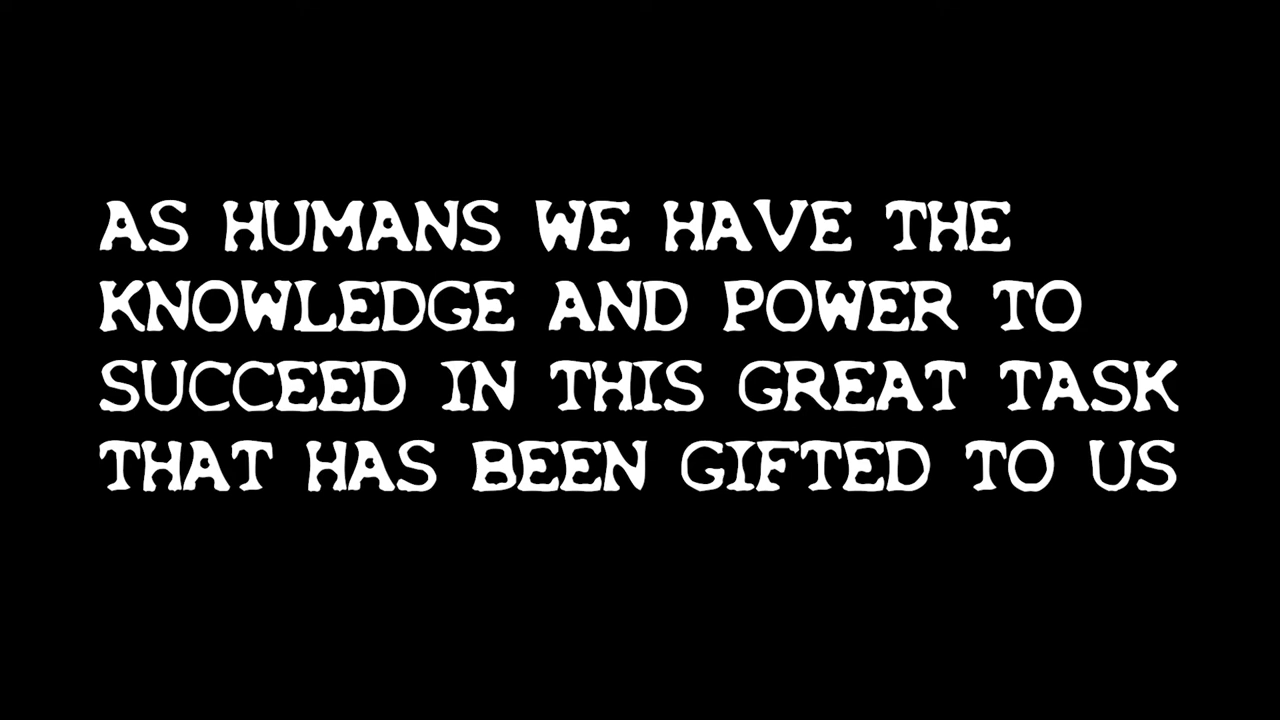 AS HUMANS WE HAVE THE
KNOWLEDGE AND POWER TO
SUCCEED IN THIS GREAT TASK
THAT HAS BEEN GIFTED TO US